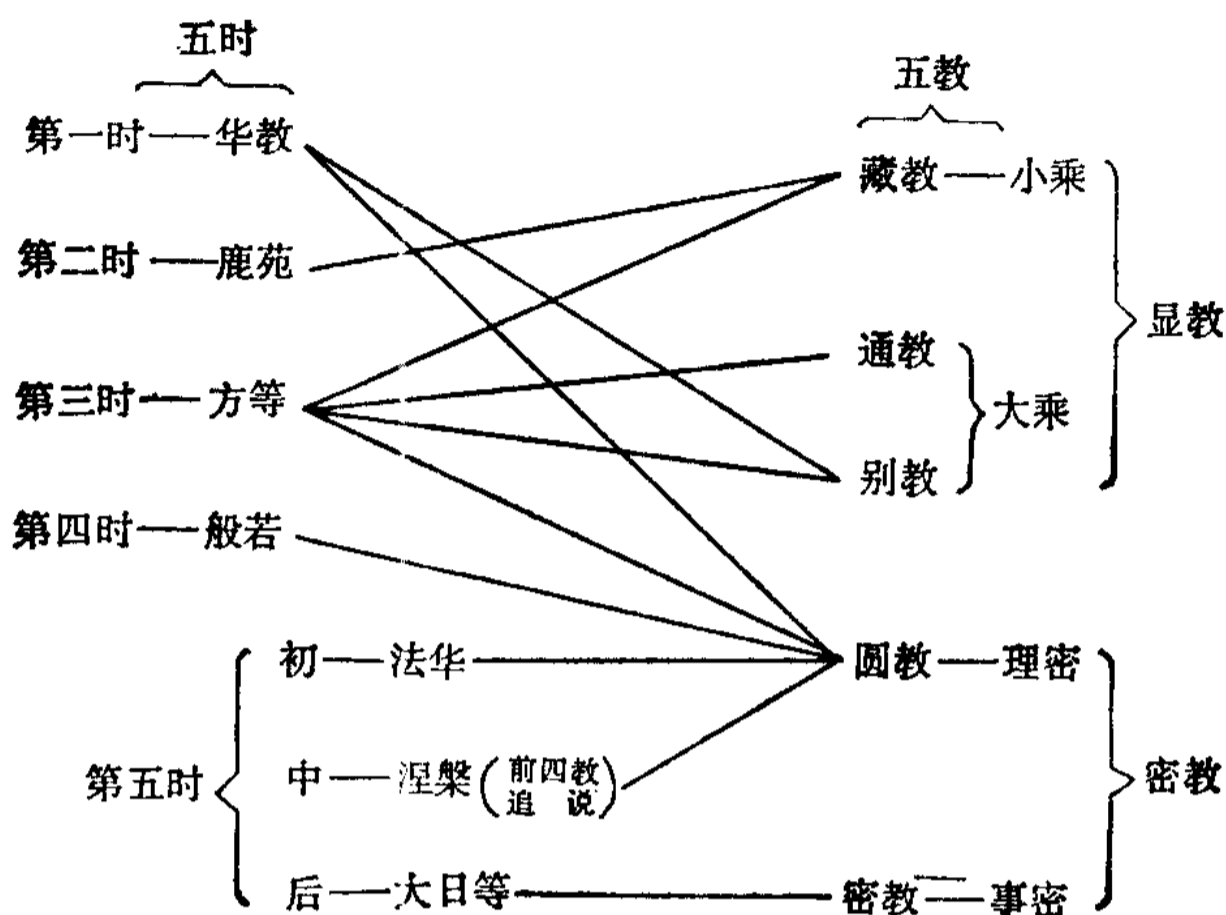 五时
五教
第一时——华教
藏教——小乘
第二时——鹿苑
显教
通教
第三时——方等
大乘
别教
第四时——般若
初——法华
圆教——理密
第五时
中——涅槃(前四教
追 说)
密教
后——大日等
密教——事密